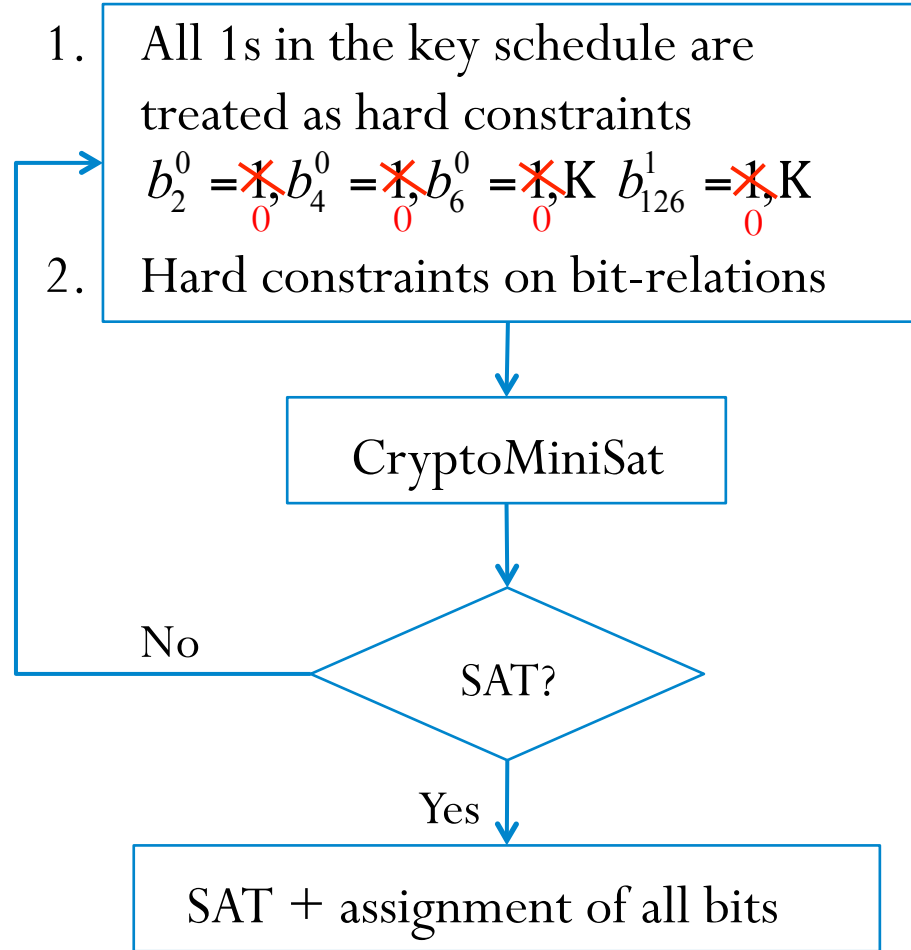 1. All 1s in the key schedule are
treated as hard constraints
b₂⁰ = 1, b₄⁰ = 1, b₆⁰ = 1, K b₁₂₆¹ = 1, K
0 0 0 0
2. Hard constraints on bit-relations
CryptoMiniSat
No
SAT?
Yes
SAT + assignment of all bits